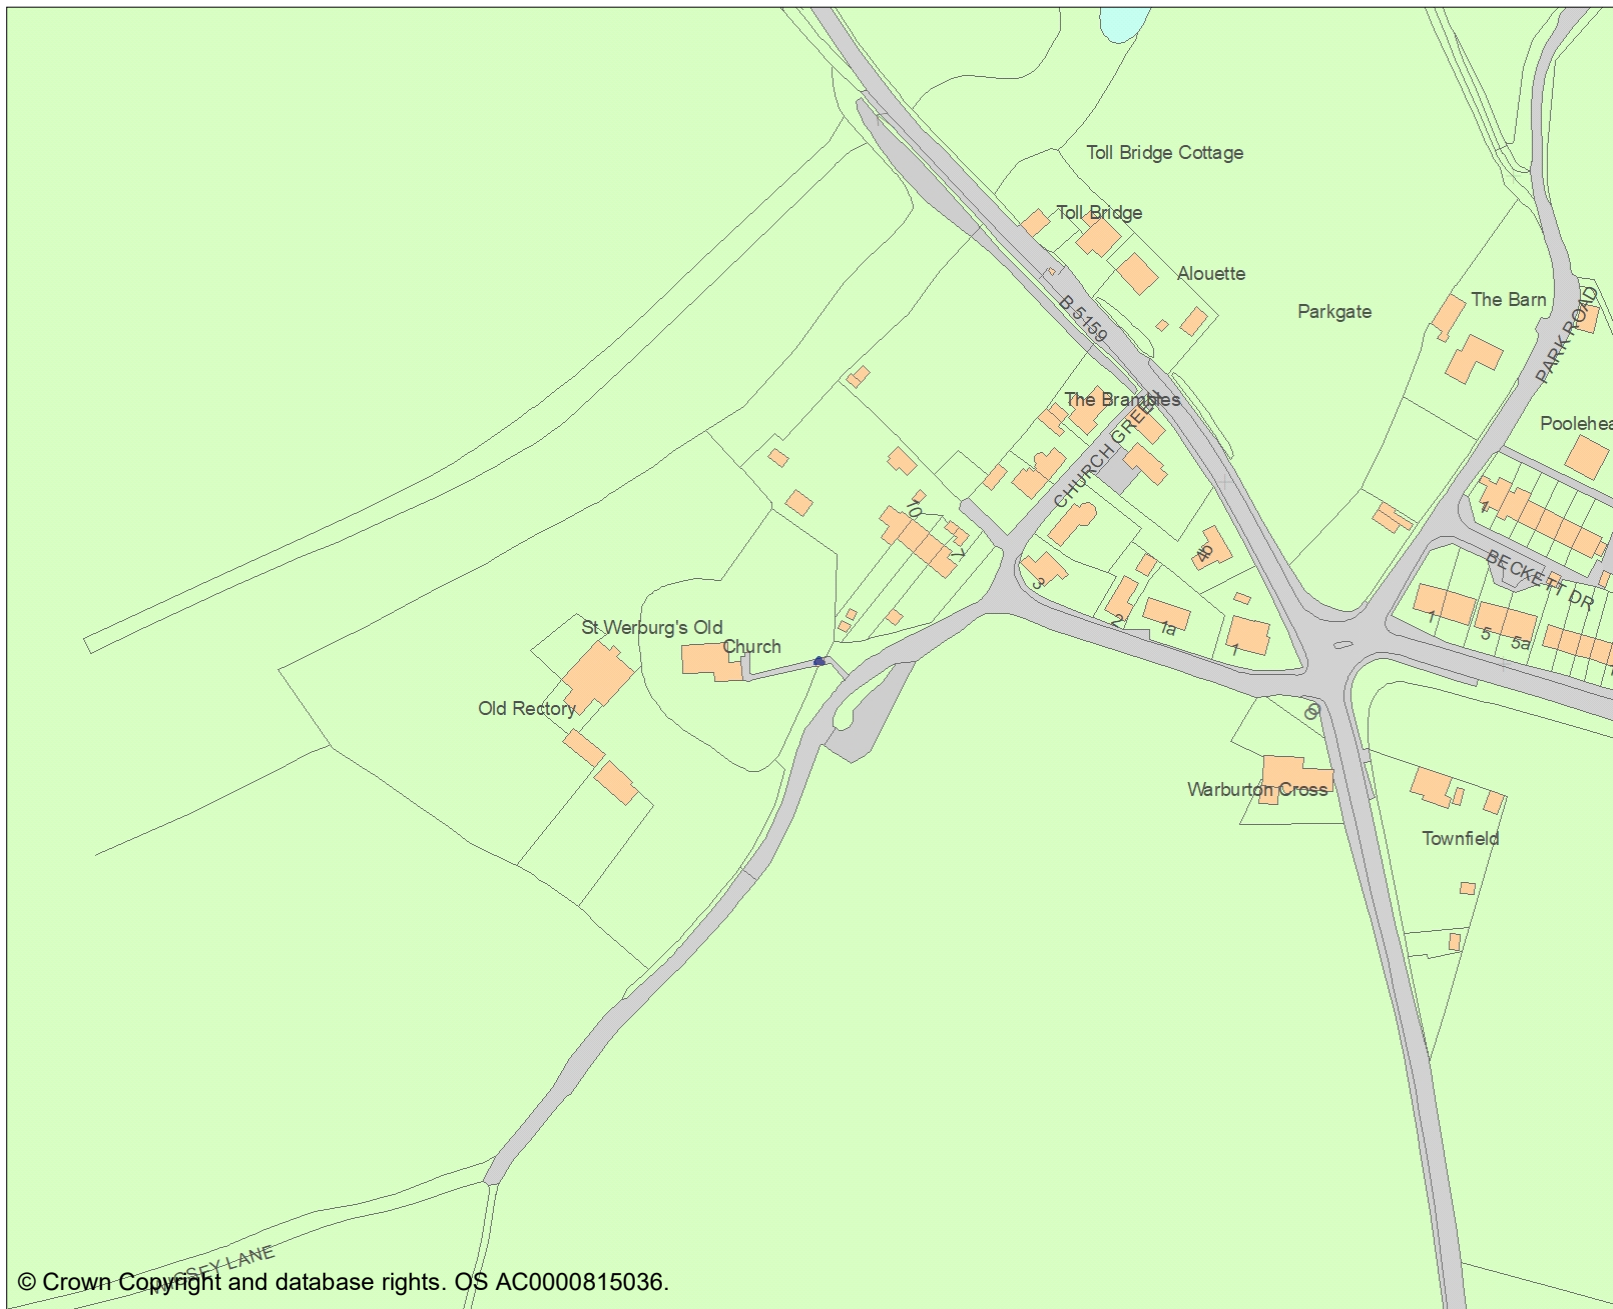 Toll Bridge Cottage
Toll Bridge
Alouette
The Barn
Parkgate
B 5159
PARK ROAD
The Brambles
CHURCH GREEN
10
7
4b
1
BECKETT DR
3
2
1a
1
1
5
5a
St Werburg's Old
Church
Old Rectory
Warburton Cross
Townfield
© Crown Copyright and database rights. OS AC0000815036.